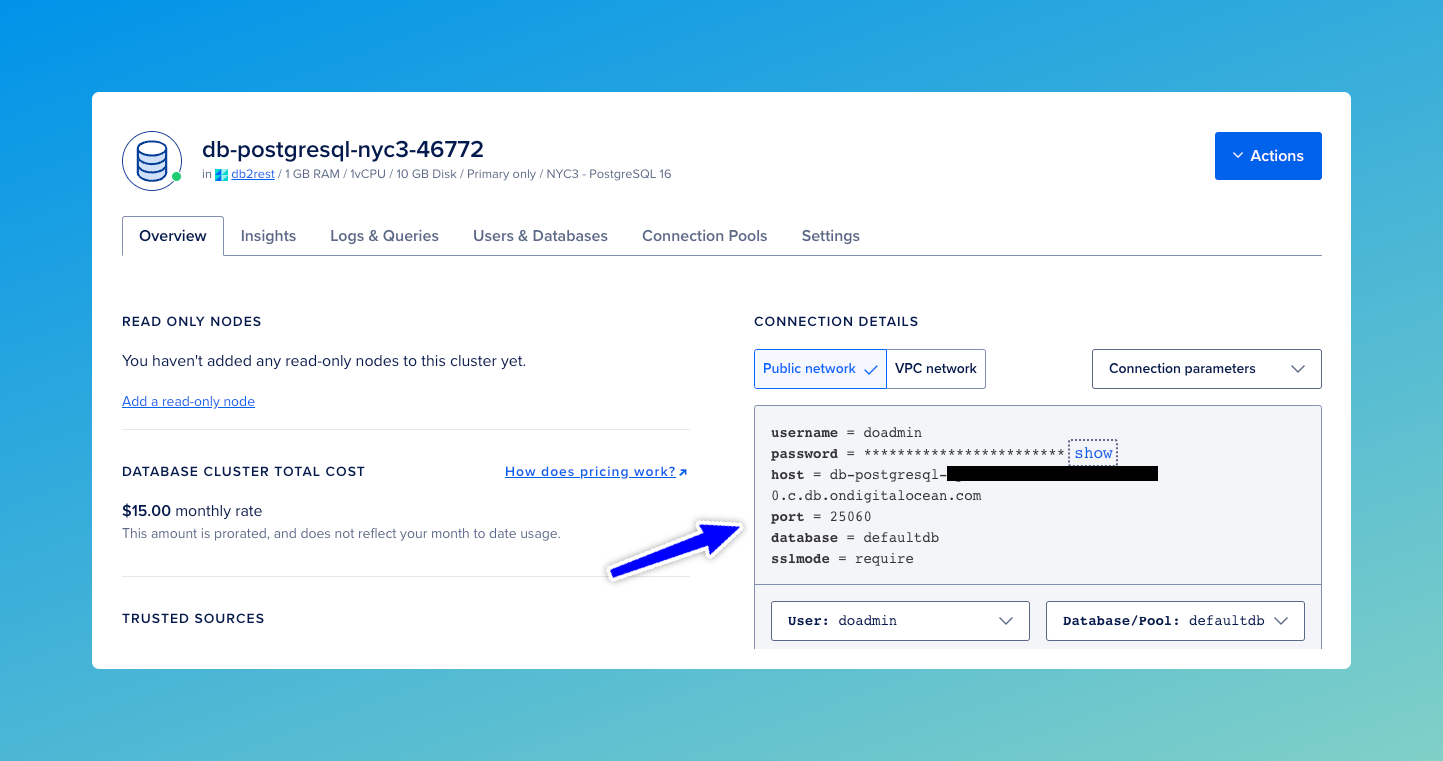 db-postgresql-nyc3-46772
in db2rest / 1 GB RAM / 1vCPU / 10 GB Disk / Primary only / NYC3 - PostgreSQL 16
Actions
Overview Insights Logs & Queries Users & Databases Connection Pools Settings
READ ONLY NODES
You haven't added any read-only nodes to this cluster yet.
Add a read-only node
DATABASE CLUSTER TOTAL COST How does pricing work?
$15.00 monthly rate
This amount is prorated, and does not reflect your month to date usage.
TRUSTED SOURCES
CONNECTION DETAILS
Public network VPC network Connection parameters
username = doadmin
password = ************************ show
host = db-postgresql-
0.c.db.ondigitalocean.com
port = 25060
database = defaultdb
sslmode = require
User: doadmin Database/Pool: defaultdb